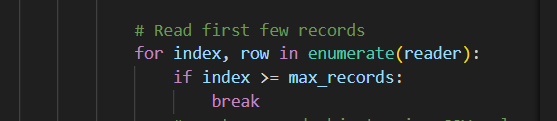 # Read first few records
for index, row in enumerate(reader):
if index >= max_records:
break